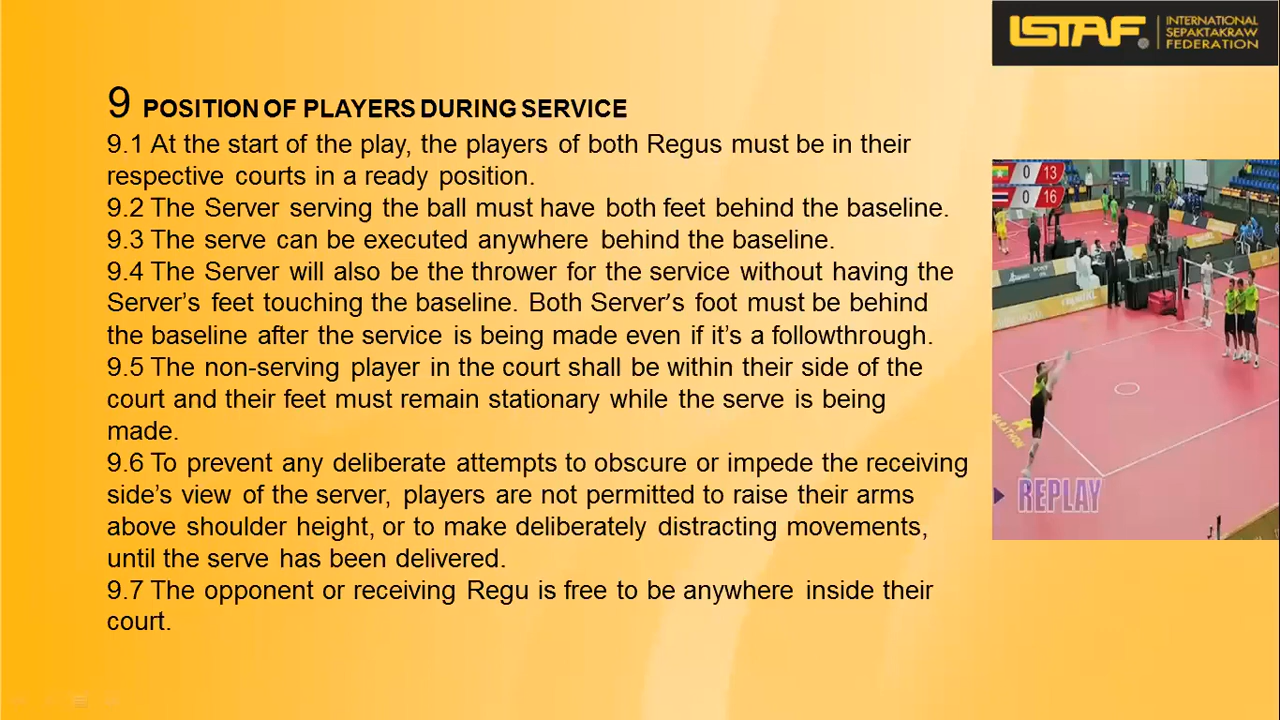 ISTAF
INTERNATIONAL
SEPAKTAKRAW
FEDERATION
9 POSITION OF PLAYERS DURING SERVICE
9.1 At the start of the play, the players of both Regus must be in their
respective courts in a ready position.
9.2 The Server serving the ball must have both feet behind the baseline.
9.3 The serve can be executed anywhere behind the baseline.
9.4 The Server will also be the thrower for the service without having the
Server’s feet touching the baseline. Both Server’s foot must be behind
the baseline after the service is being made even if it’s a followthrough.
9.5 The non-serving player in the court shall be within their side of the
court and their feet must remain stationary while the serve is being
made.
9.6 To prevent any deliberate attempts to obscure or impede the receiving
side’s view of the server, players are not permitted to raise their arms
above shoulder height, or to make deliberately distracting movements,
until the serve has been delivered.
9.7 The opponent or receiving Regu is free to be anywhere inside their
court.
0 13
0 16
MARATHON
REPLAY